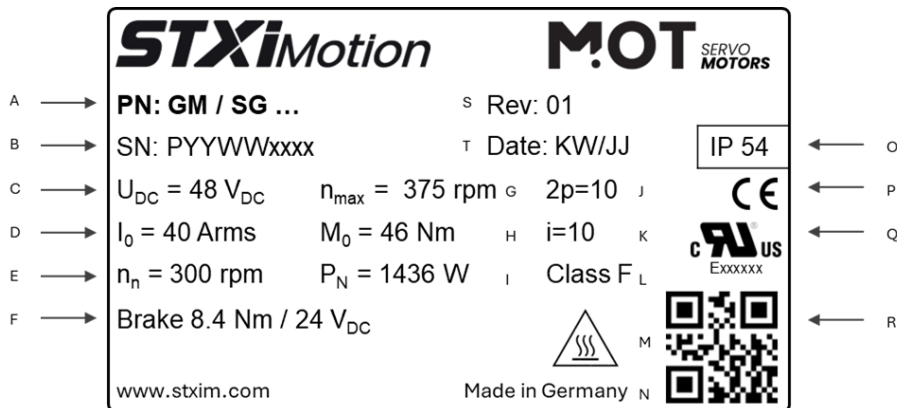 STXiMotion MOT SERVO MOTORS
A PN: GM / SG ... S Rev: 01
B SN: PYYWWxxxx T Date: KW/JJ IP 54 O
C U_DC = 48 V_DC n_max = 375 rpm G 2p=10 J CE P
D I_0 = 40 Arms M_0 = 46 Nm H i=10 K c RU US ® Q
E n_n = 300 rpm P_N = 1436 W I Class F L Exxxxxx
F Brake 8.4 Nm / 24 V_DC M R
www.stxim.com Made in Germany N